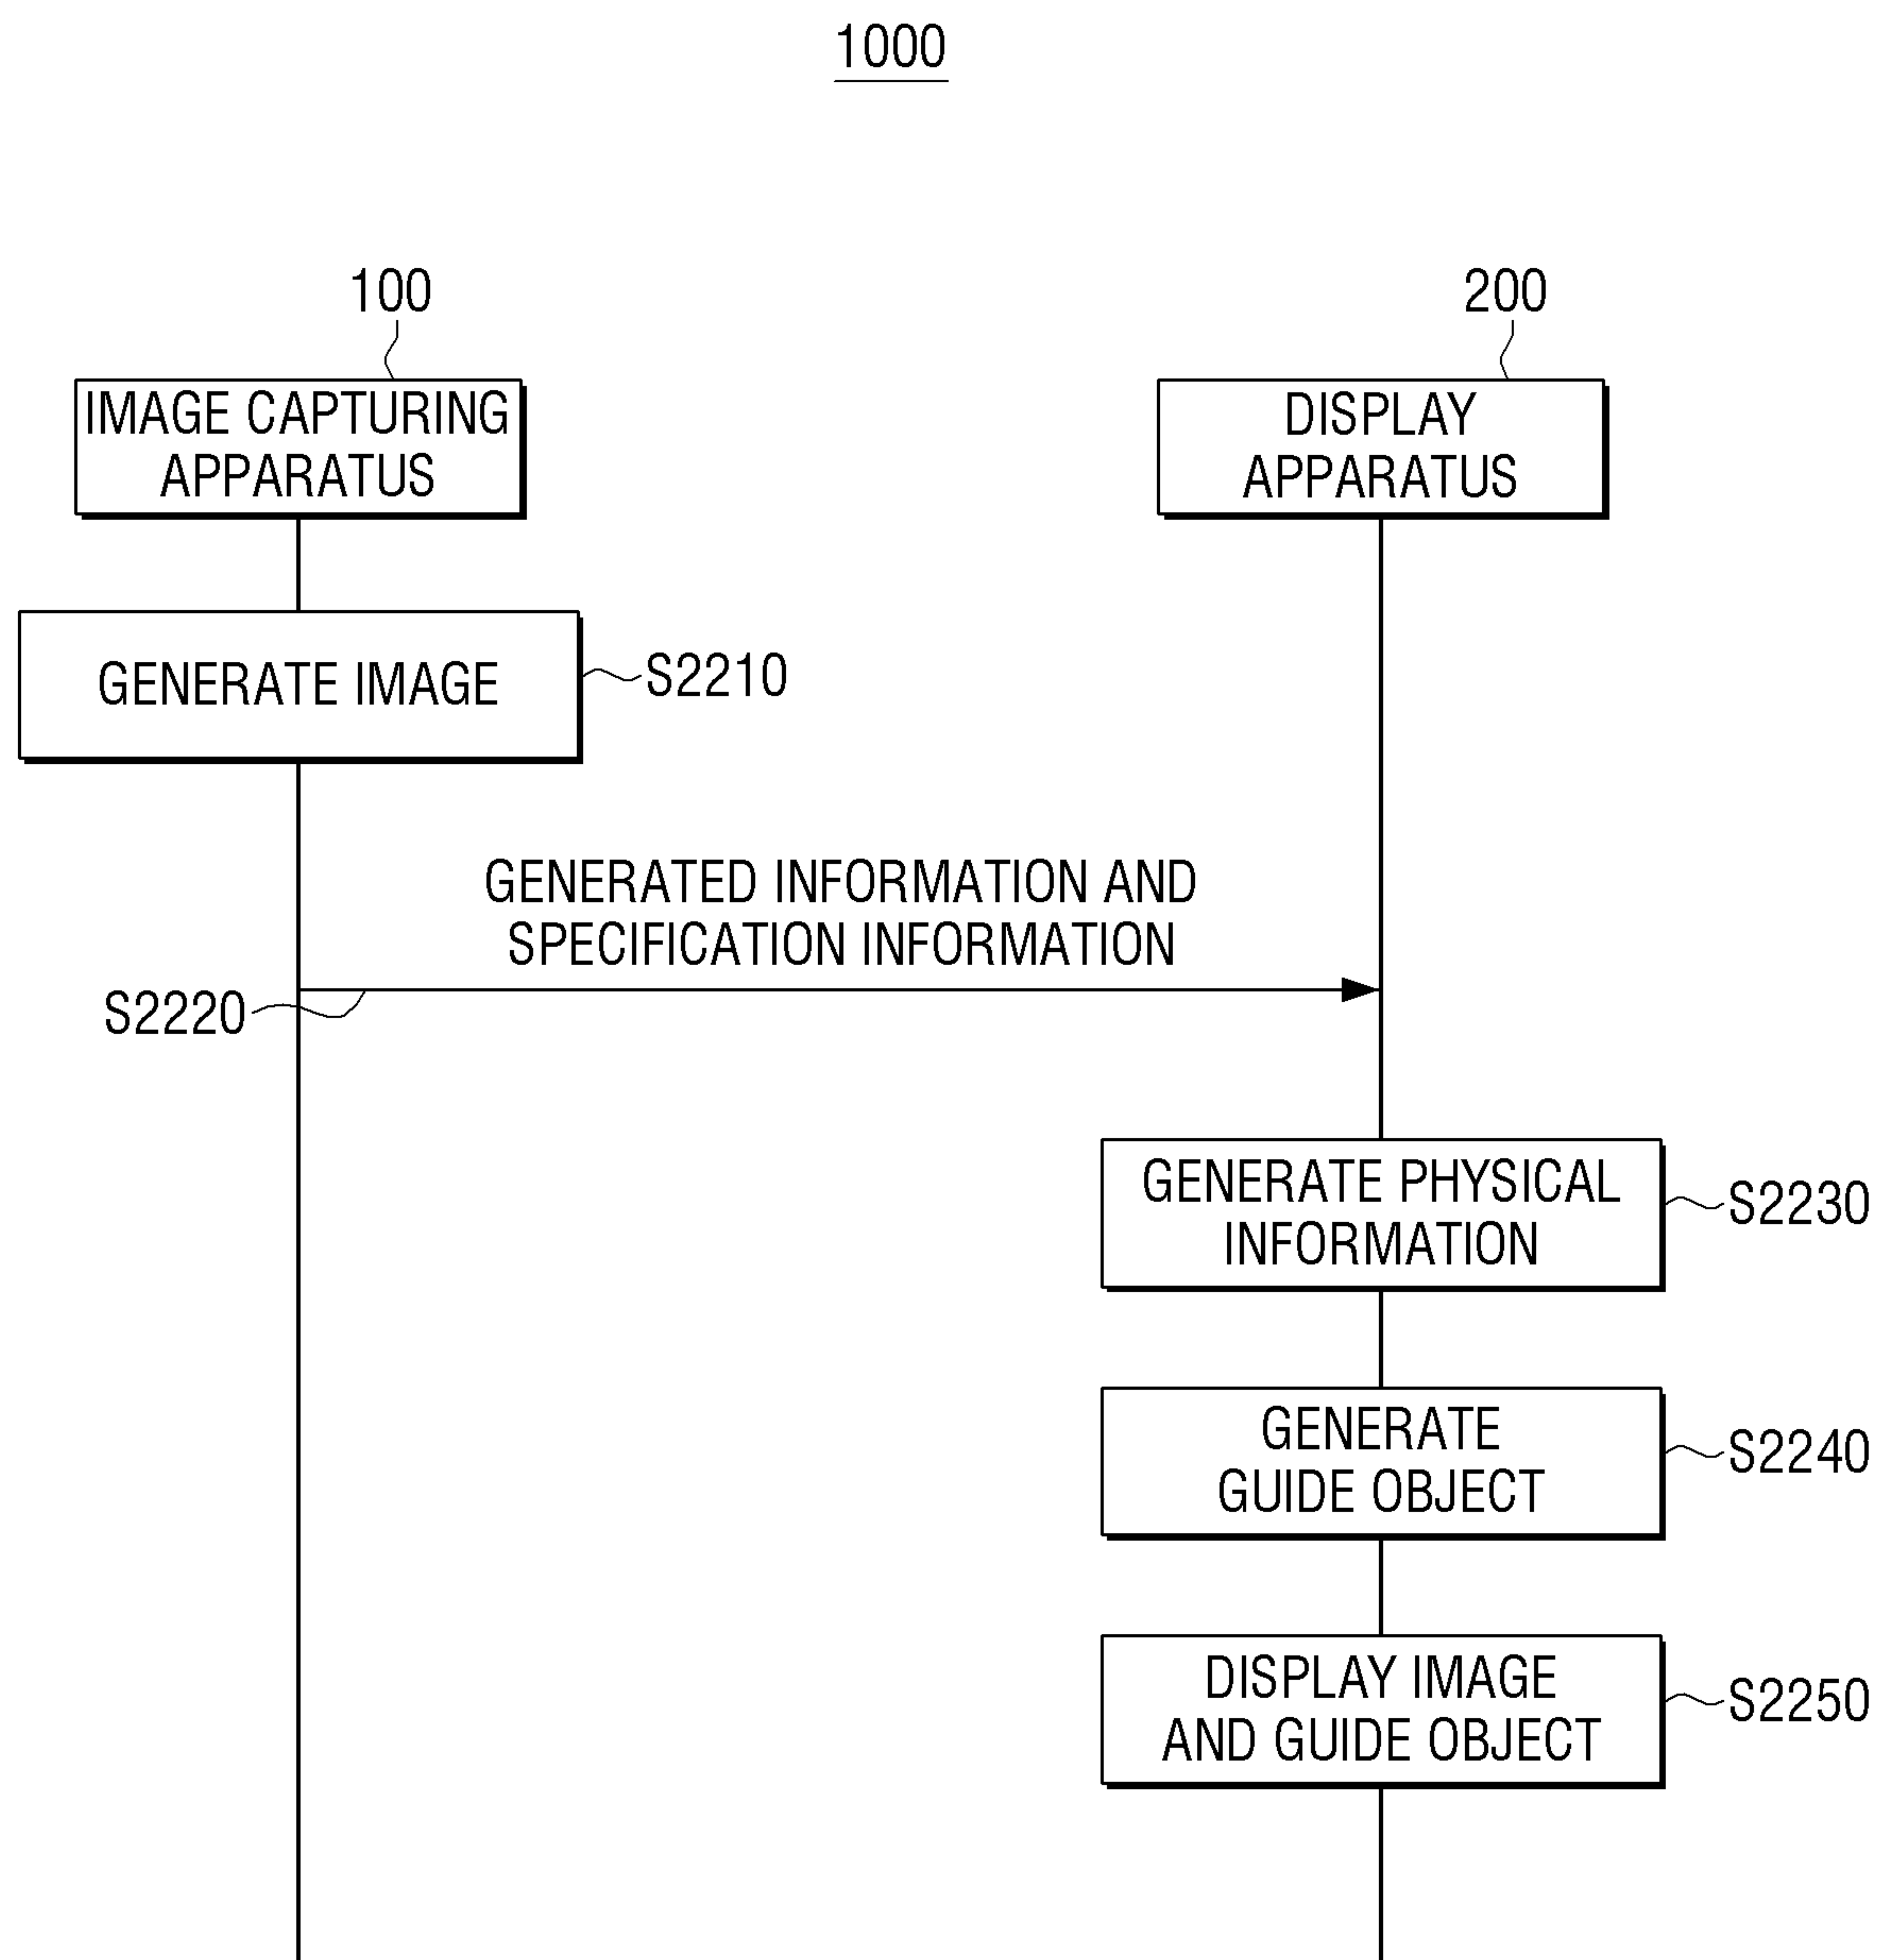 1000
100
200
IMAGE CAPTURING
APPARATUS
DISPLAY
APPARATUS
GENERATE IMAGE
S2210
GENERATED INFORMATION AND
SPECIFICATION INFORMATION
S2220
GENERATE PHYSICAL
INFORMATION
S2230
GENERATE
GUIDE OBJECT
S2240
DISPLAY IMAGE
AND GUIDE OBJECT
S2250